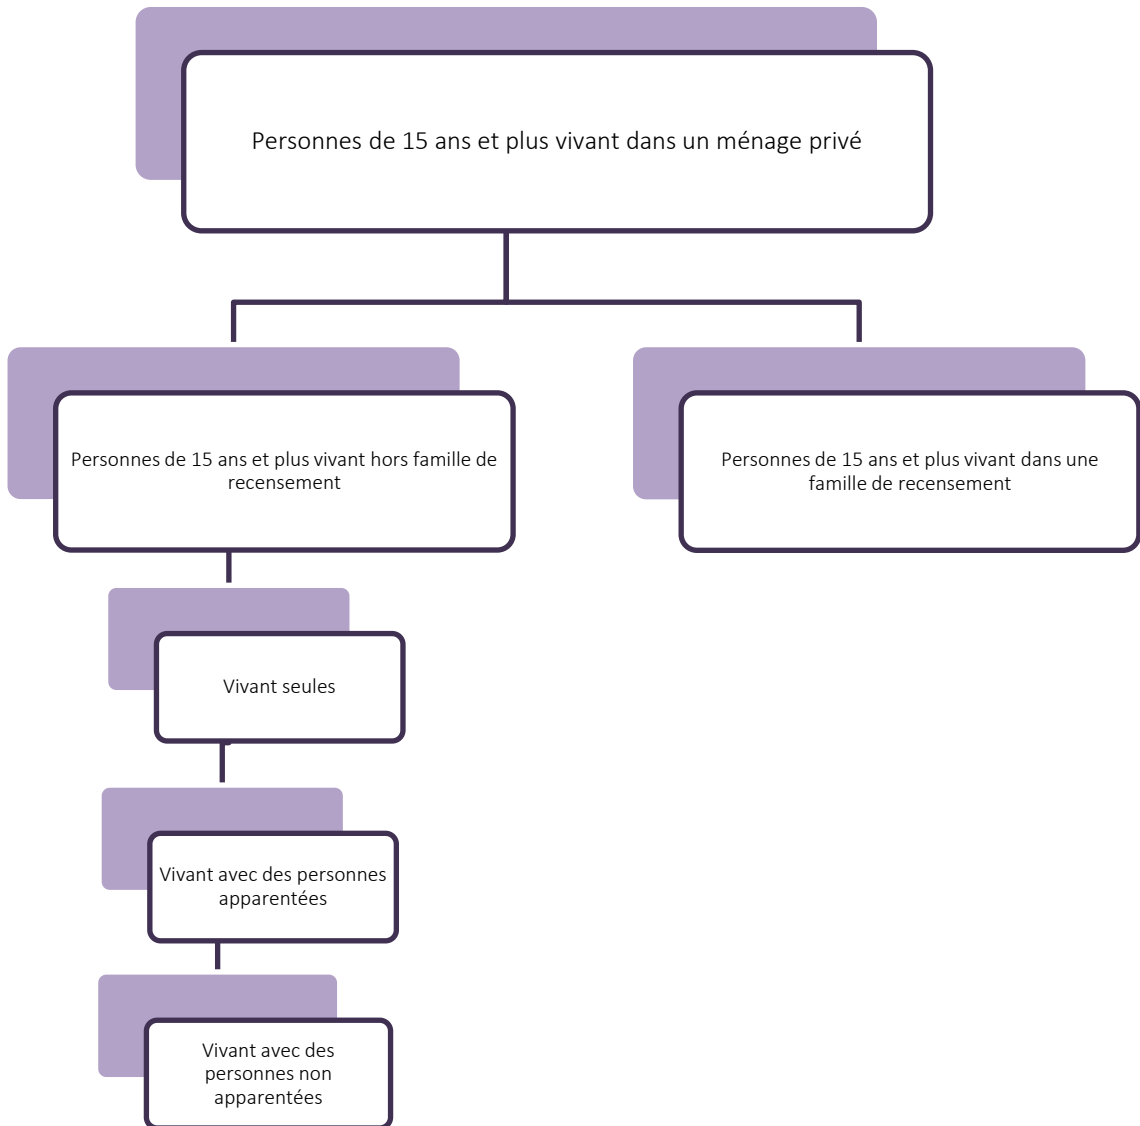 Personnes de 15 ans et plus vivant dans un ménage privé
Personnes de 15 ans et plus vivant hors famille de
recensement
Personnes de 15 ans et plus vivant dans une
famille de recensement
Vivant seules
Vivant avec des personnes
apparentées
Vivant avec des
personnes non
apparentées